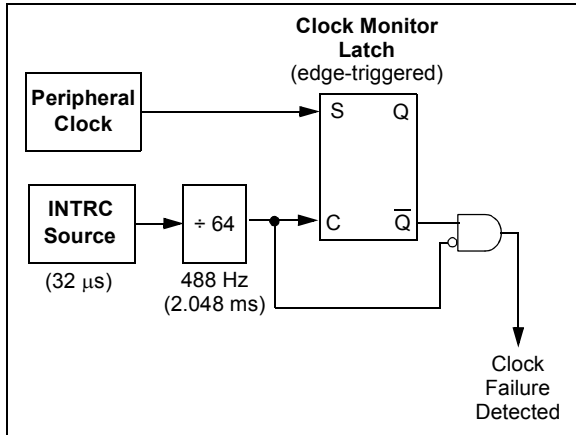 Clock Monitor
Latch
(edge-triggered)
Peripheral
Clock
S Q
INTRC
Source
(32 μs)
÷ 64
C Q̅
488 Hz
(2.048 ms)
Clock
Failure
Detected